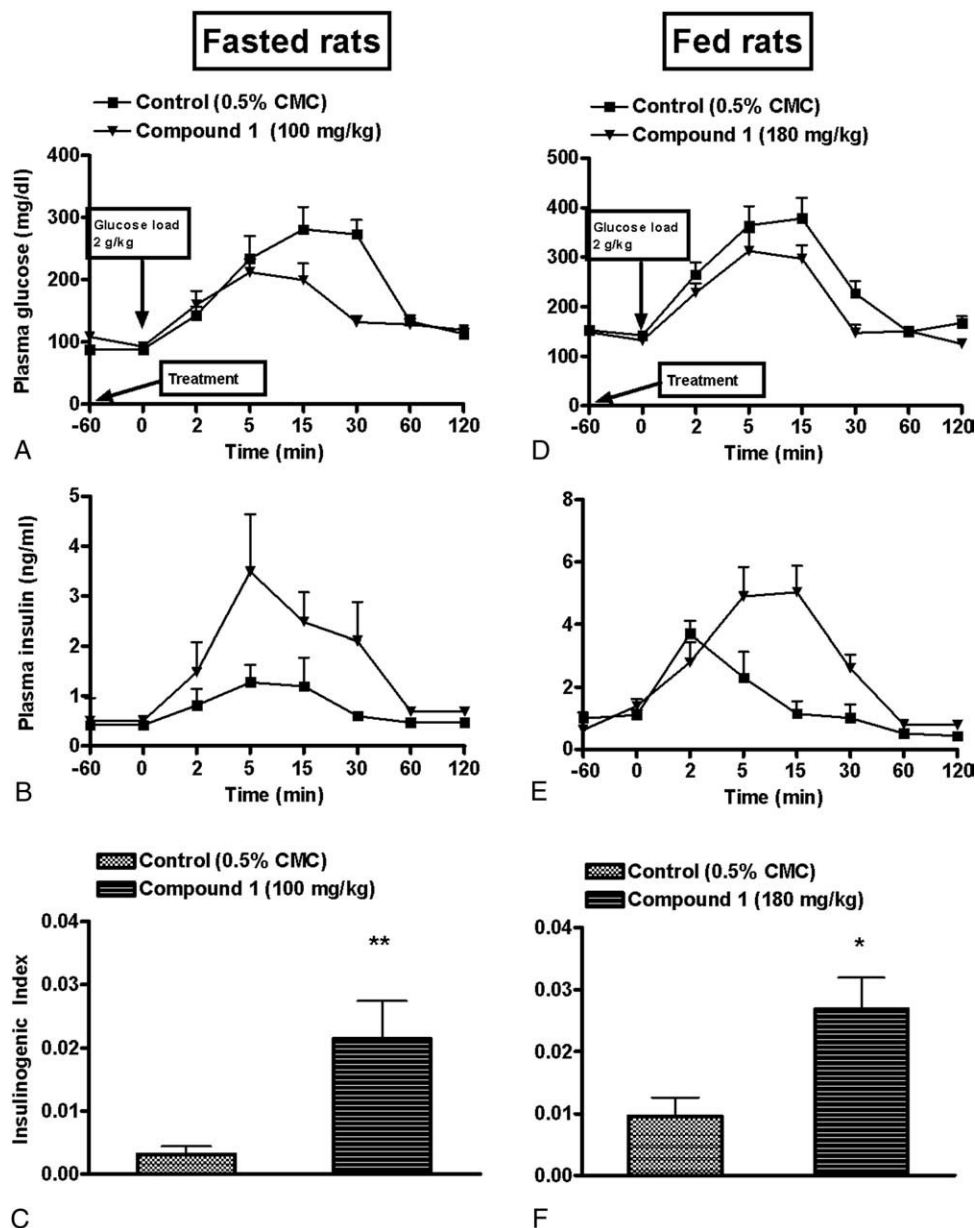 Fasted rats
Control (0.5% CMC)
Compound 1 (100 mg/kg)
Plasma glucose (mg/dl)
400
300
200
100
0
Glucose load
2 g/kg
Treatment
-60 0 2 5 15 30 60 120
Time (min)
A
Fed rats
Control (0.5% CMC)
Compound 1 (180 mg/kg)
500
400
300
200
100
0
Glucose load
2 g/kg
Treatment
-60 0 2 5 15 30 60 120
Time (min)
D
Plasma insulin (ng/ml)
5
4
3
2
1
0
-60 0 2 5 15 30 60 120
Time (min)
B
8
6
4
2
0
-60 0 2 5 15 30 60 120
Time (min)
E
Control (0.5% CMC)
Compound 1 (100 mg/kg)
Insulinogenic Index
0.04
0.03
0.02
0.01
0.00
**
C
Control (0.5% CMC)
Compound 1 (180 mg/kg)
0.04
0.03
0.02
0.01
0.00
*
F